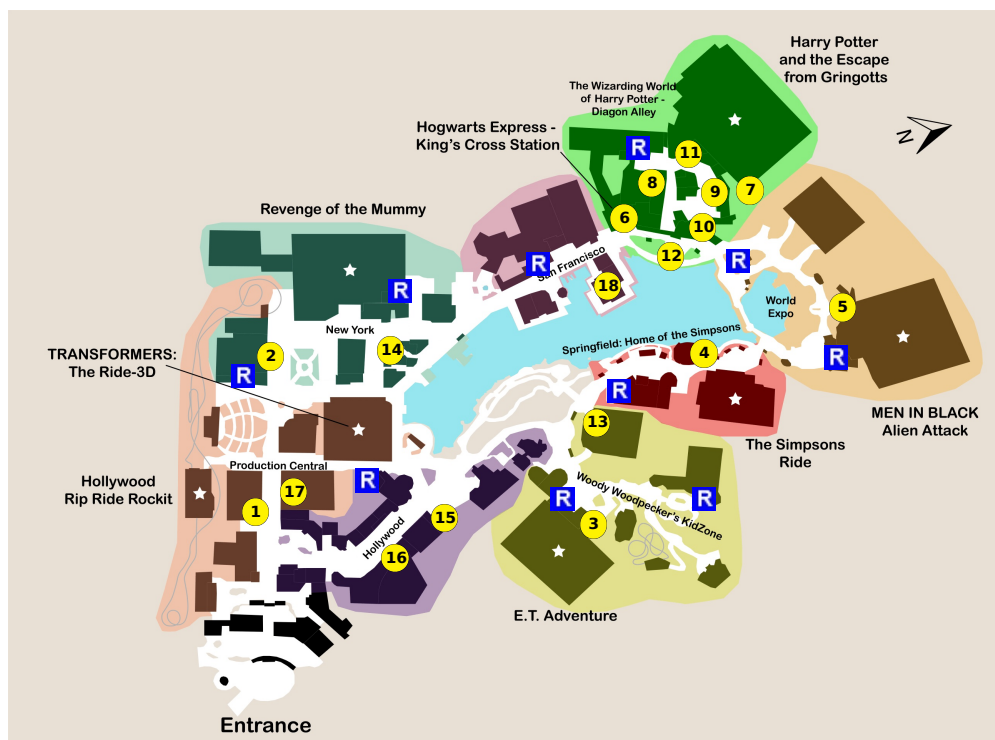 Harry Potter
and the Escape
from Gringotts
The Wizarding World
of Harry Potter -
Diagon Alley
Hogwarts Express -
King's Cross Station
N
R
11
8
9
7
6
10
12
Revenge of the Mummy
R
San Francisco
18
R
World
Expo
5
R
MEN IN BLACK
Alien Attack
R
New York
14
2
R
TRANSFORMERS:
The Ride-3D
Springfield: Home of the Simpsons
4
R
The Simpsons
Ride
13
Production Central
Hollywood
Rip Ride Rockit
1
17
R
15
Hollywood
16
Woody Woodpecker's KidZone
R
R
3
E.T. Adventure
Entrance